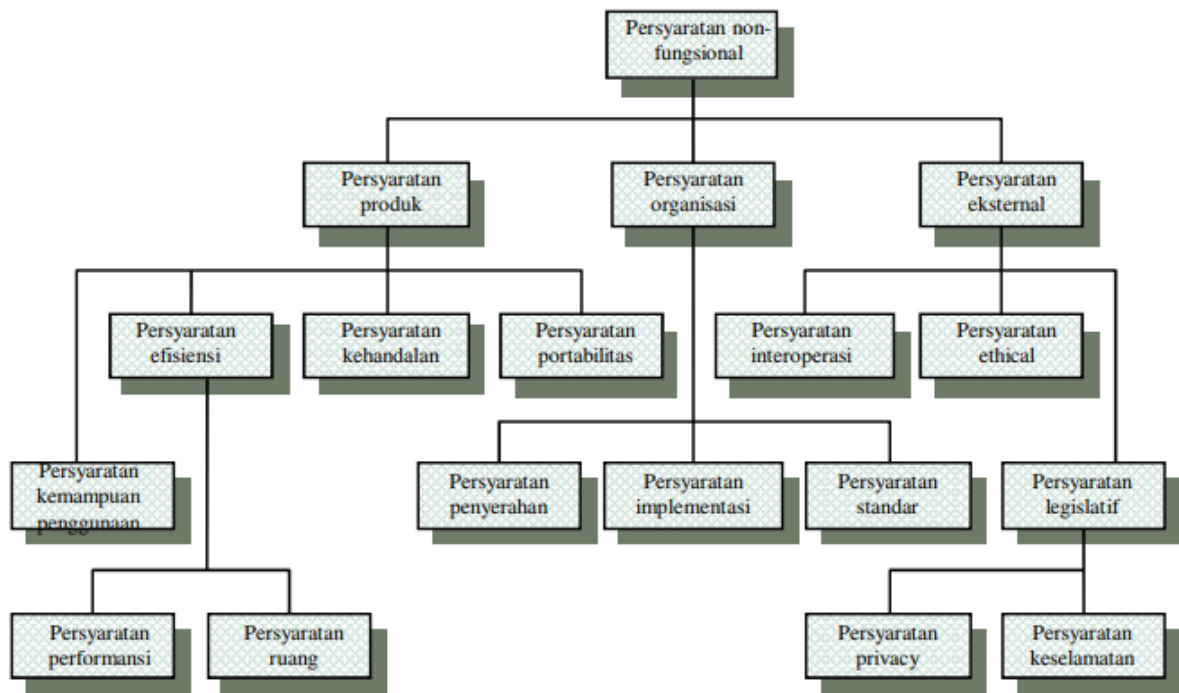 Persyaratan non-
fungsional
Persyaratan
produk
Persyaratan
organisasi
Persyaratan
eksternal
Persyaratan
efisiensi
Persyaratan
kehandalan
Persyaratan
portabilitas
Persyaratan
interoperasi
Persyaratan
ethical
Persyaratan
kemampuan
penggunaan
Persyaratan
penyerahan
Persyaratan
implementasi
Persyaratan
standar
Persyaratan
legislatif
Persyaratan
performansi
Persyaratan
ruang
Persyaratan
privacy
Persyaratan
keselamatan